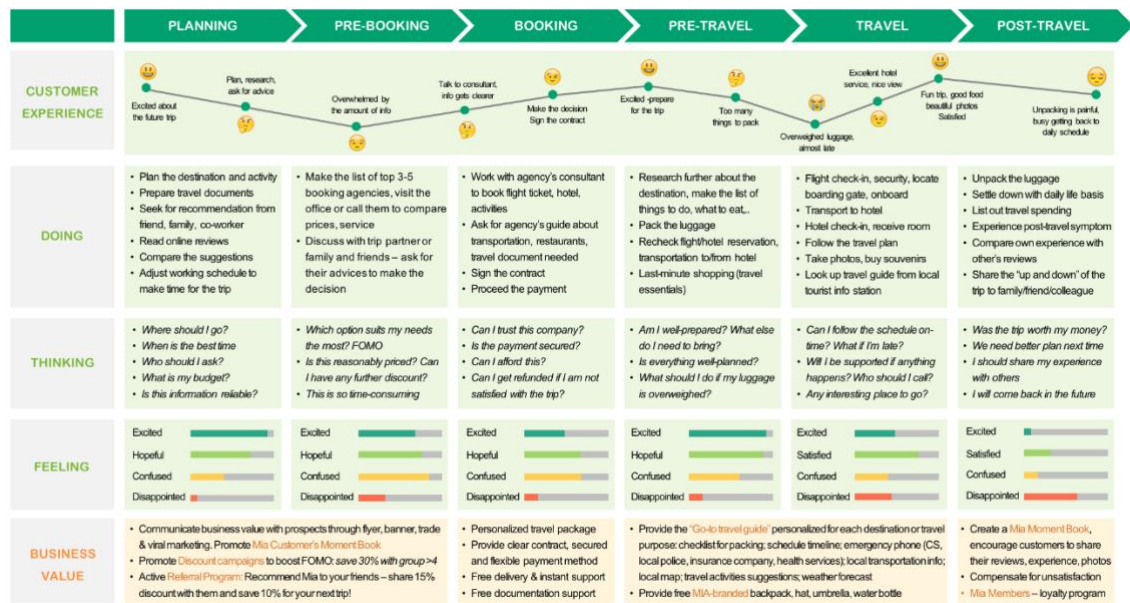 PLANNING
PRE-BOOKING
BOOKING
PRE-TRAVEL
TRAVEL
POST-TRAVEL
CUSTOMER
EXPERIENCE
Excited about
the future trip
Plan, research,
ask for advice
Overwhelmed by
the amount of info
Talk to consultant,
info gets clearer
Make the decision
Sign the contract
Excited -prepare
for the trip
Too many
things to pack
Overweighed luggage,
almost late
Excellent hotel
service, nice view
Fun trip, good food
beautiful photos
Satisfied
Unpacking is painful,
busy getting back to
daily schedule
DOING
• Plan the destination and activity
• Prepare travel documents
• Seek for recommendation from
friend, family, co-worker
• Read online reviews
• Compare the suggestions
• Adjust working schedule to
make time for the trip
• Make the list of top 3-5
booking agencies, visit the
office or call them to compare
prices, service
• Discuss with trip partner or
family and friends – ask for
their advices to make the
decision
• Work with agency's consultant
to book flight ticket, hotel,
activities
• Ask for agency's guide about
transportation, restaurants,
travel document needed
• Sign the contract
• Proceed the payment
• Research further about the
destination, make the list of
things to do, what to eat,..
• Pack the luggage
• Recheck flight/hotel reservation,
transportation to/from hotel
• Last-minute shopping (travel
essentials)
• Flight check-in, security, locate
boarding gate, onboard
• Transport to hotel
• Hotel check-in, receive room
• Follow the travel plan
• Take photos, buy souvenirs
• Look up travel guide from local
tourist info station
• Unpack the luggage
• Settle down with daily life basis
• List out travel spending
• Experience post-travel symptom
• Compare own experience with
other's reviews
• Share the "up and down" of the
trip to family/friend/colleague
THINKING
• Where should I go?
• When is the best time
• Who should I ask?
• What is my budget?
• Is this information reliable?
• Which option suits my needs
the most? FOMO
• Is this reasonably priced? Can
I have any further discount?
• This is so time-consuming
• Can I trust this company?
• Is the payment secured?
• Can I afford this?
• Can I get refunded if I am not
satisfied with the trip?
• Am I well-prepared? What else
do I need to bring?
• Is everything well-planned?
• What should I do if my luggage
is overweighed?
• Can I follow the schedule on-
time? What if I'm late?
• Will I be supported if anything
happens? Who should I call?
• Any interesting place to go?
• Was the trip worth my money?
• We need better plan next time
• I should share my experience
with others
• I will come back in the future
FEELING
Excited
Hopeful
Confused
Disappointed
Excited
Hopeful
Confused
Disappointed
Excited
Hopeful
Confused
Disappointed
Excited
Hopeful
Confused
Disappointed
Excited
Satisfied
Confused
Disappointed
Excited
Satisfied
Confused
Disappointed
BUSINESS
VALUE
• Communicate business value with prospects through flyer, banner, trade
& viral marketing. Promote Mia Customer's Moment Book
• Promote Discount campaigns to boost FOMO: save 30% with group >4
• Active Referral Program: Recommend Mia to your friends – share 15%
discount with them and save 10% for your next trip!
• Personalized travel package
• Provide clear contract, secured
and flexible payment method
• Free delivery & instant support
• Free documentation support
• Provide the "Go-to travel guide" personalized for each destination or travel
purpose: checklist for packing; schedule timeline; emergency phone (CS,
local police, insurance company, health services); local transportation info;
local map; travel activities suggestions; weather forecast
• Provide free MIA-branded backpack, hat, umbrella, water bottle
• Create a Mia Moment Book,
encourage customers to share
their reviews, experience, photos
• Compensate for unsatisfation
• Mia Members – loyalty program